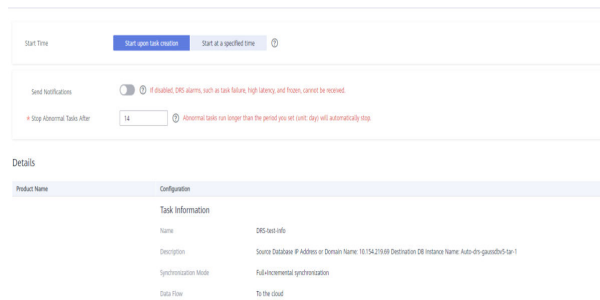 Start Time Start upon task creation Start at a specified time
Send Notifications If disabled, DRS alarms, such as task failure, high latency, and frozen, cannot be received.
* Stop Abnormal Tasks After 14 Abnormal tasks run longer than the period you set (unit: day) will automatically stop.
Details
Product Name Configuration
Task Information
Name DRS-test-info
Description Source Database IP Address or Domain Name: 10.154.219.69 Destination DB Instance Name: Auto-drs-gaussdbv5-tar-1
Synchronization Mode Full+Incremental synchronization
Data Flow To the cloud